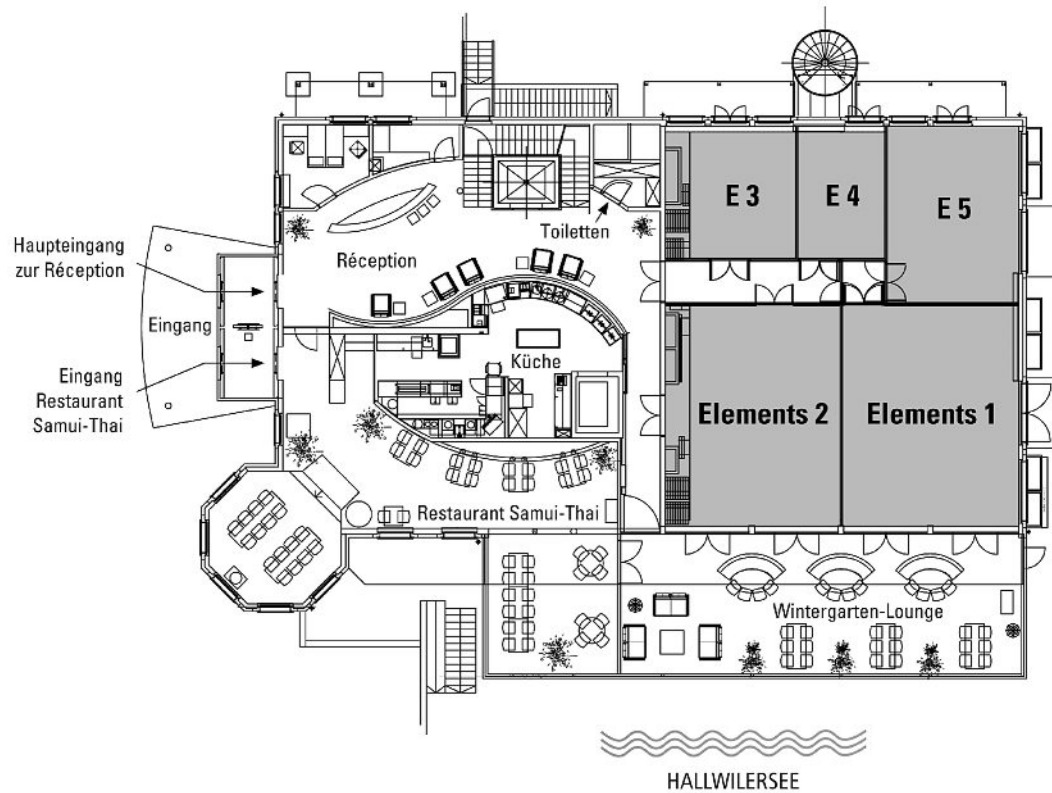 E 3
E 4
E 5
Toiletten
Haupteingang
zur Réception
Réception
Eingang
Küche
Eingang
Restaurant
Samui-Thai
Elements 2
Elements 1
Restaurant Samui-Thai
Wintergarten-Lounge
HALLWILERSEE